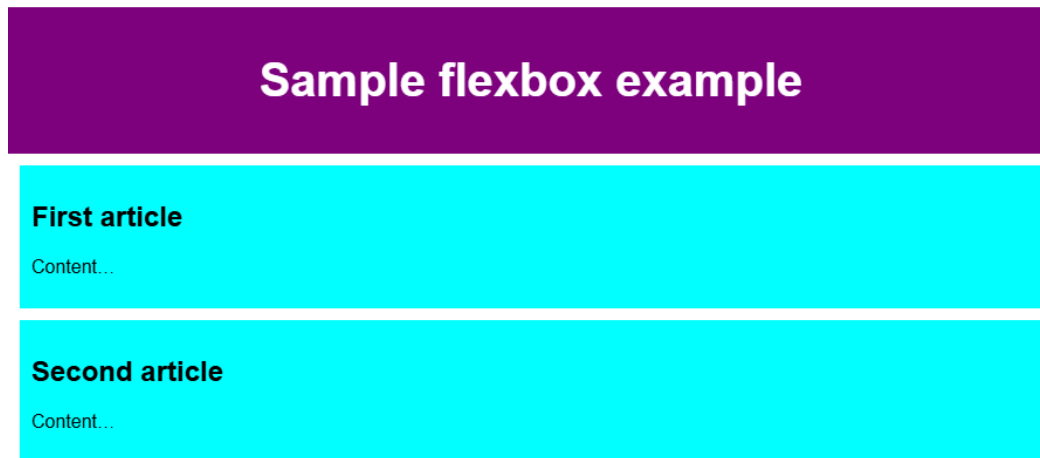 Sample flexbox example
First article
Content…
Second article
Content…